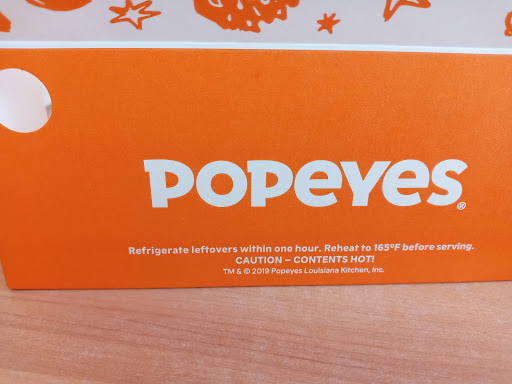 POPEYES®
Refrigerate leftovers within one hour. Reheat to 165°F before serving.
CAUTION – CONTENTS HOT!
TM & © 2019 Popeyes Louisiana Kitchen, Inc.